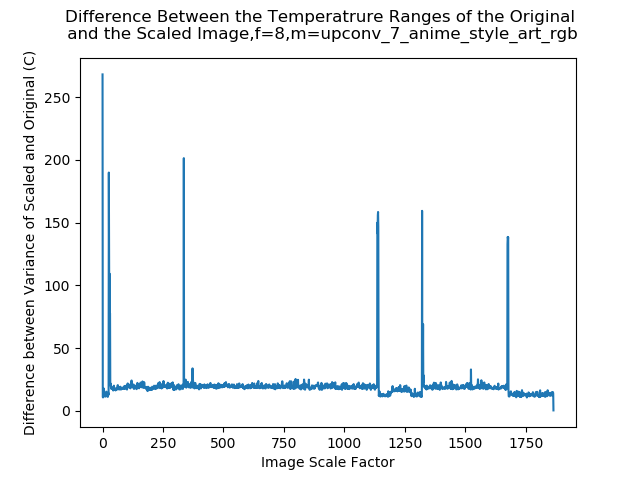 Difference Between the Temperatrure Ranges of the Original
and the Scaled Image,f=8,m=upconv_7_anime_style_art_rgb
Difference between Variance of Scaled and Original (C)
250
200
150
100
50
0
0 250 500 750 1000 1250 1500 1750
Image Scale Factor